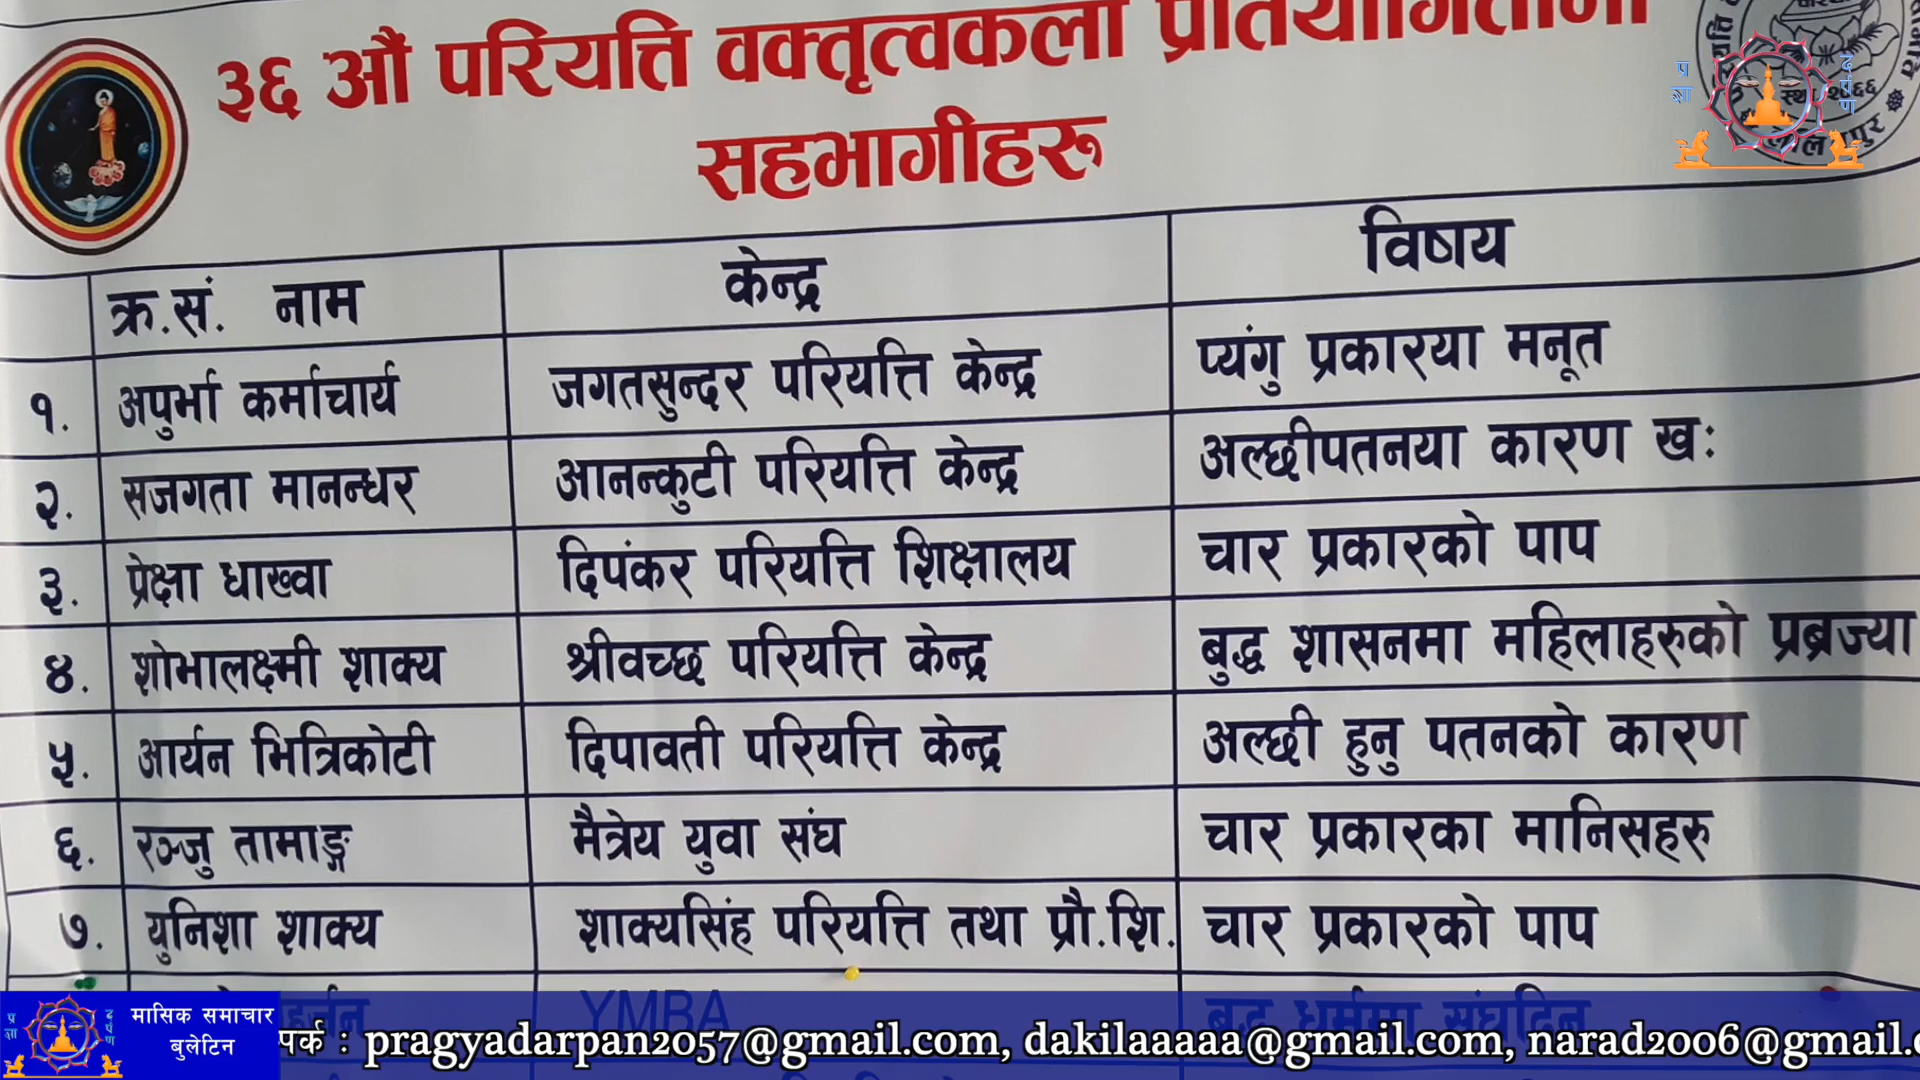 ३६ औं परियत्ति वक्तृत्वकला प्रतियोगितामा
सहभागीहरु
क्र.सं. नाम केन्द्र विषय
१. अपुर्भा कर्माचार्य जगतसुन्दर परियत्ति केन्द्र प्यंगु प्रकारया मनूत
२. सजगता मानन्धर आनन्कुटी परियत्ति केन्द्र अल्छीपतनया कारण खः
३. प्रेक्षा धाख्वा दिपंकर परियत्ति शिक्षालय चार प्रकारको पाप
४. शोभालक्ष्मी शाक्य श्रीवच्छ परियत्ति केन्द्र बुद्ध शासनमा महिलाहरुको प्रब्रज्या
५. आर्यन भित्रिकोटी दिपावती परियत्ति केन्द्र अल्छी हुनु पतनको कारण
६. रञ्जु तामाङ्ग मैत्रेय युवा संघ चार प्रकारका मानिसहरु
७. युनिशा शाक्य शाक्यसिंह परियत्ति तथा प्रौ.शि. चार प्रकारको पाप
YMBA बुद्ध धर्ममा
मासिक समाचार
बुलेटिन
पर्क : pragyadarpan2057@gmail.com, dakilaaaaa@gmail.com, narad2006@gmail.c